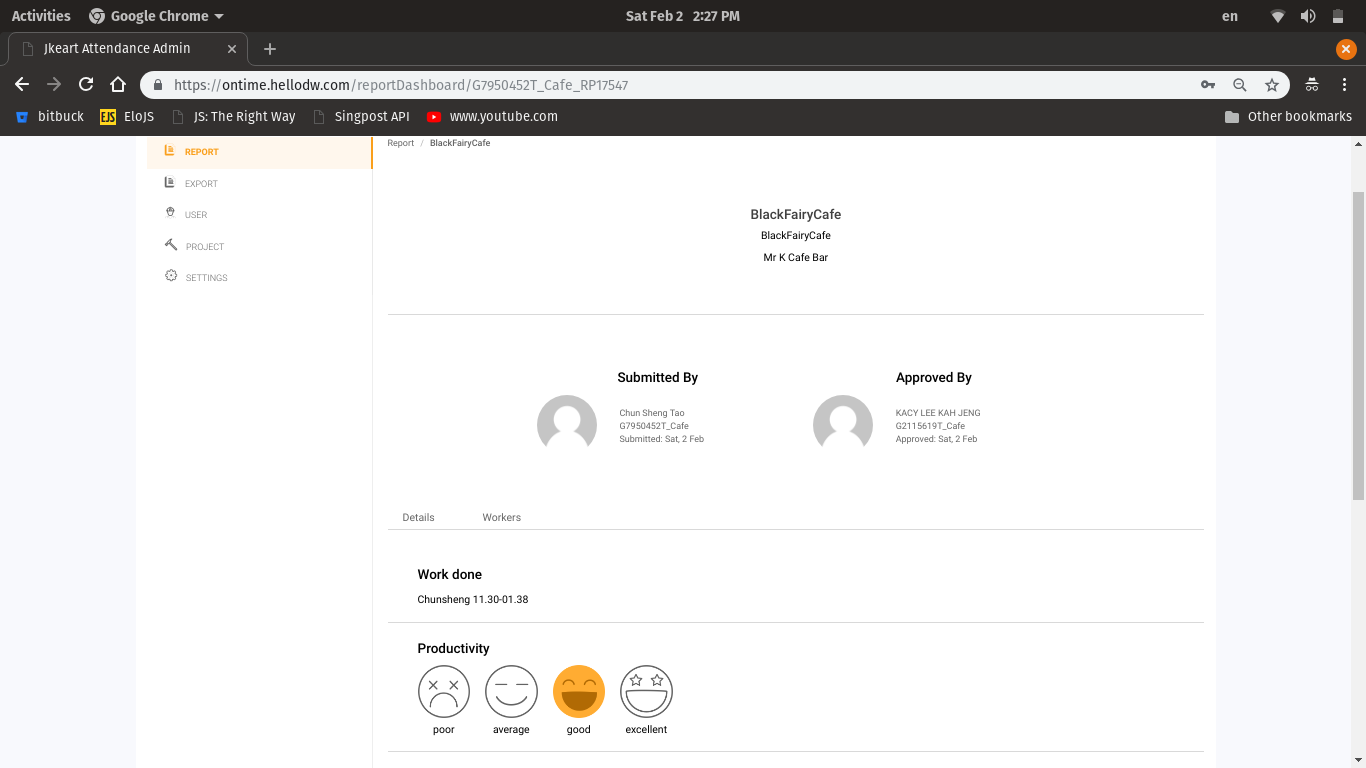 Activities Google Chrome Sat Feb 2 2:27 PM en
Jkeart Attendance Admin
https://ontime.hellodw.com/reportDashboard/G7950452T_Cafe_RP17547
bitbuck EJS EloJS JS: The Right Way Singpost API www.youtube.com Other bookmarks
REPORT
EXPORT
USER
PROJECT
SETTINGS
Report / BlackFairyCafe
BlackFairyCafe
BlackFairyCafe
Mr K Cafe Bar
Submitted By
Chun Sheng Tao
G7950452T_Cafe
Submitted: Sat, 2 Feb
Approved By
KACY LEE KAH JENG
G2115619T_Cafe
Approved: Sat, 2 Feb
Details Workers
Work done
Chunsheng 11.30-01.38
Productivity
poor average good excellent